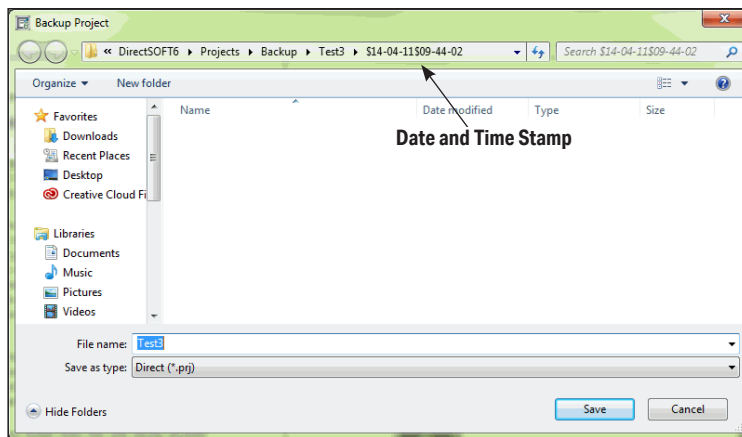 Backup Project
« DirectSOFT6 Projects Backup Test3 $14-04-11$09-44-02 Search $14-04-11$09-44-02
Organize New folder
Favorites
Downloads
Recent Places
Desktop
Creative Cloud Fi
Libraries
Documents
Music
Pictures
Videos
Name Date modified Type Size
Date and Time Stamp
File name: Test3
Save as type: Direct (*.prj)
Hide Folders Save Cancel